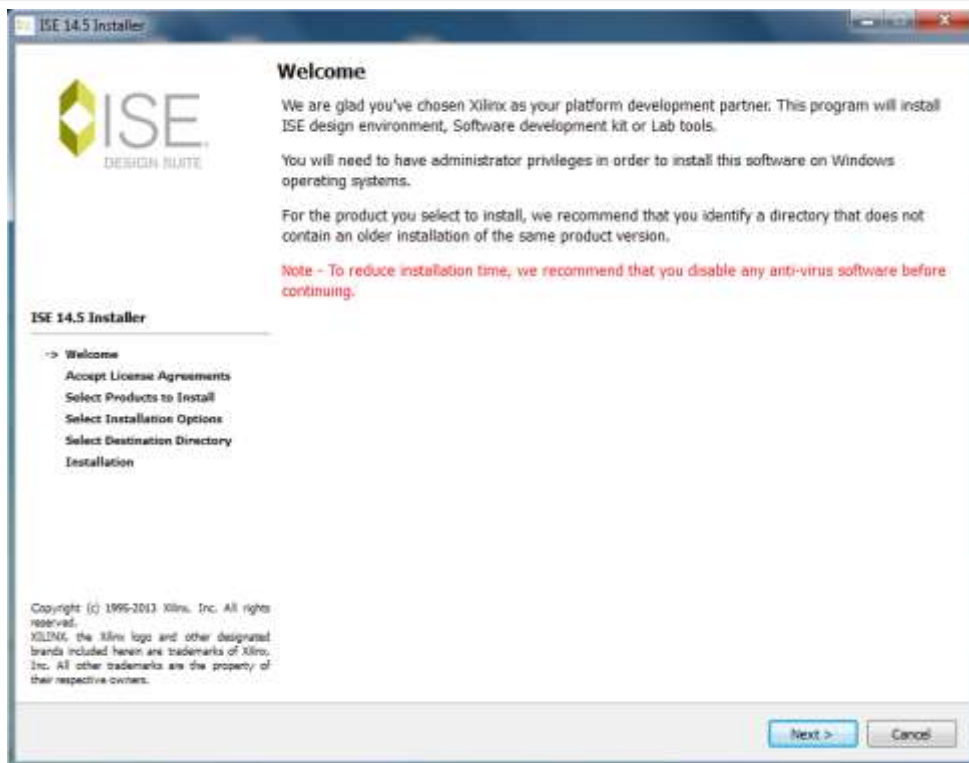 ISE 14.5 Installer
ISE
DESIGN SUITE
Welcome
We are glad you've chosen Xilinx as your platform development partner. This program will install
ISE design environment, Software development kit or Lab tools.
You will need to have administrator privileges in order to install this software on Windows
operating systems.
For the product you select to install, we recommend that you identify a directory that does not
contain an older installation of the same product version.
Note - To reduce installation time, we recommend that you disable any anti-virus software before
continuing.
ISE 14.5 Installer
-> Welcome
Accept License Agreements
Select Products to Install
Select Installation Options
Select Destination Directory
Installation
Copyright (c) 1995-2013 Xilinx, Inc. All rights
reserved.
XILINX, the Xilinx logo and other designated
brands included herein are trademarks of Xilinx,
Inc. All other trademarks are the property of
their respective owners.
Next >
Cancel